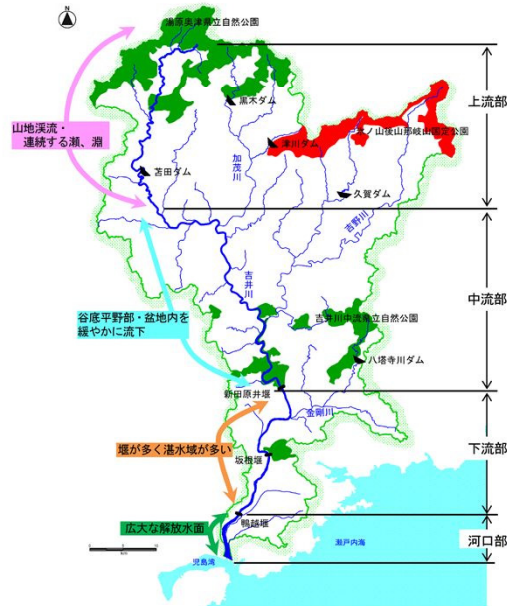 N
湯原奥津県立自然公園
上流部
山地渓流・
連続する瀬、淵
黒木ダム
氷ノ山後山那岐山国定公園
津川ダム
加茂川
苫田ダム
久賀ダム
吉野川
中流部
吉井川
谷底平野部・盆地内を
緩やかに流下
吉井川中流県立自然公園
八塔寺川ダム
新田原井堰
金剛川
下流部
堰が多く湛水域が多い
坂根堰
広大な解放水面
鴨越堰
河口部
瀬戸内海
児島湾